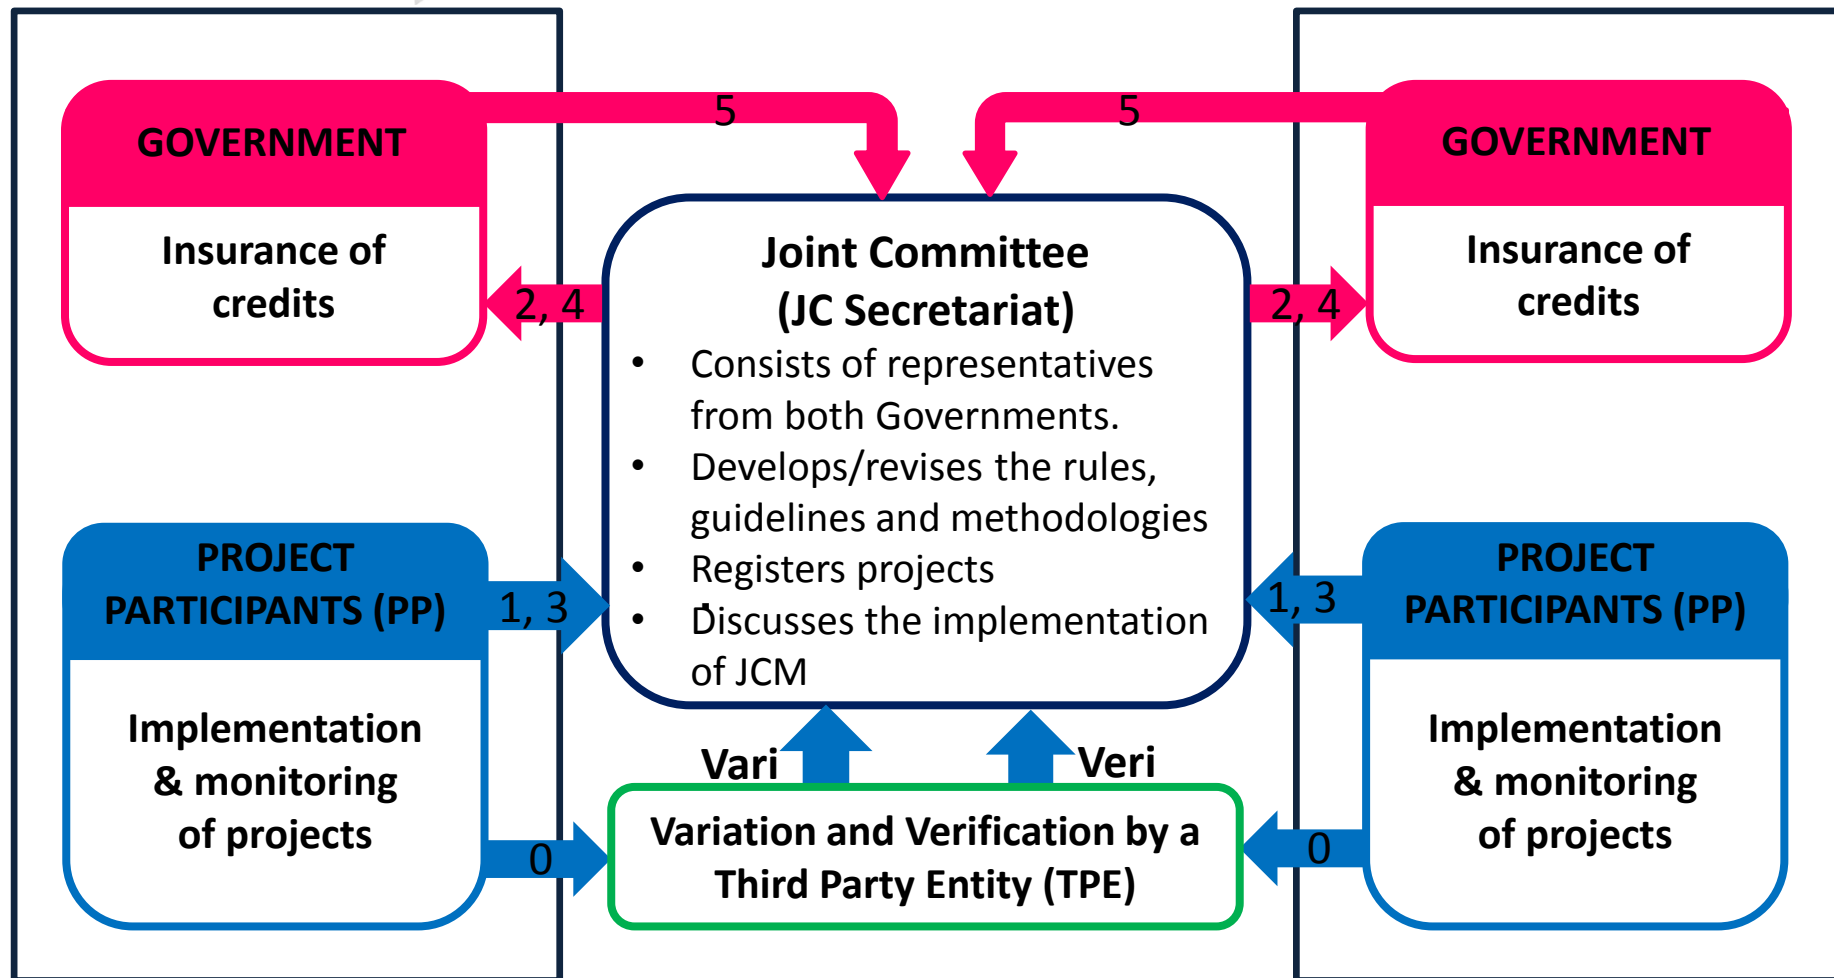 GOVERNMENT
Insurance of
credits
5
5
GOVERNMENT
Insurance of
credits
2, 4
2, 4
Joint Committee
(JC Secretariat)
• Consists of representatives
from both Governments.
• Develops/revises the rules,
guidelines and methodologies
• Registers projects
• Discusses the implementation
of JCM
PROJECT
PARTICIPANTS (PP)
Implementation
& monitoring
of projects
1, 3
1, 3
PROJECT
PARTICIPANTS (PP)
Implementation
& monitoring
of projects
Vari
Veri
0
0
Variation and Verification by a
Third Party Entity (TPE)